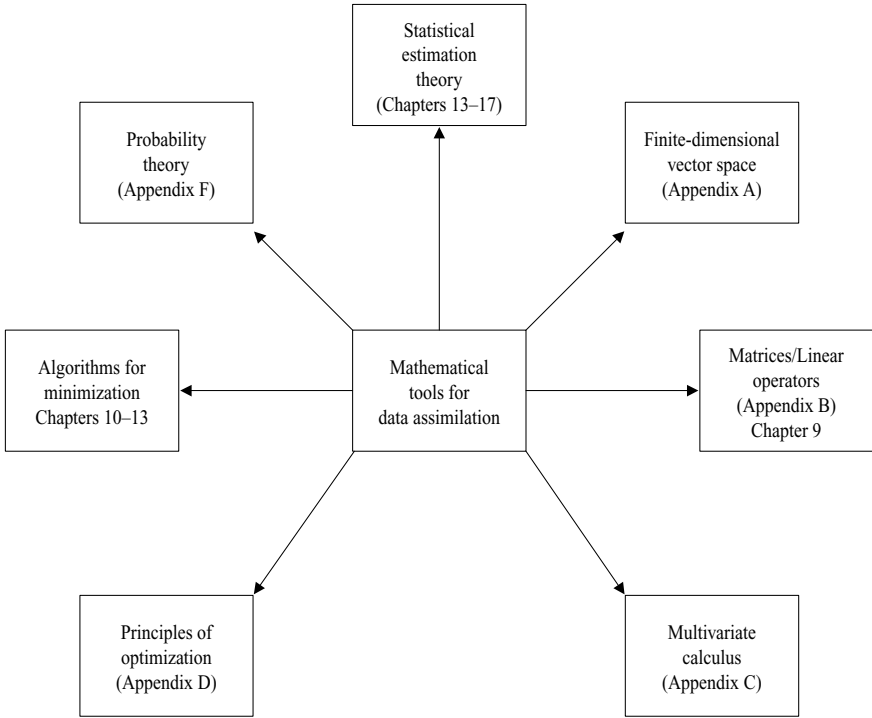 Statistical
estimation
theory
(Chapters 13–17)
Probability
theory
(Appendix F)
Finite-dimensional
vector space
(Appendix A)
Algorithms for
minimization
Chapters 10–13
Mathematical
tools for
data assimilation
Matrices/Linear
operators
(Appendix B)
Chapter 9
Principles of
optimization
(Appendix D)
Multivariate
calculus
(Appendix C)